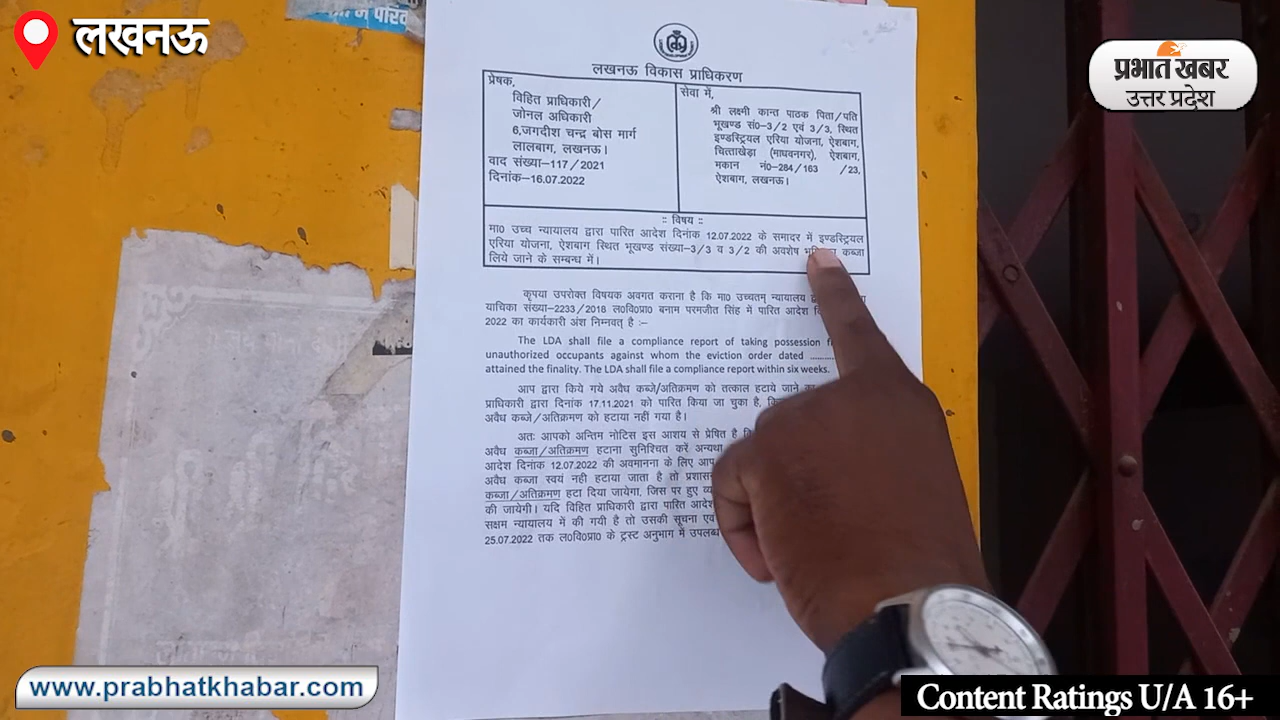 लखनऊ
प्रभात खबर
उत्तर प्रदेश
लखनऊ विकास प्राधिकरण
प्रेषक,
विहित प्राधिकारी/
जोनल अधिकारी
6,जगदीश चन्द्र बोस मार्ग
लालबाग, लखनऊ।
वाद संख्या–117/2021
दिनांक–16.07.2022
सेवा में,
श्री लक्ष्मी कान्त पाठक पिता/पति
भूखण्ड सं0–3/2 एवं 3/3, स्थित
इण्डस्ट्रियल एरिया योजना, ऐशबाग,
चित्ताखेड़ा (माधवनगर), ऐशबाग,
मकान नं0–284/163 /23,
ऐशबाग, लखनऊ।
:: विषय ::
मा0 उच्च न्यायालय द्वारा पारित आदेश दिनांक 12.07.2022 के समादर में इण्डस्ट्रियल
एरिया योजना, ऐशबाग स्थित भूखण्ड संख्या–3/3 व 3/2 की अवशेष कब्जा
लिये जाने के सम्बन्ध में।
कृपया उपरोक्त विषयक अवगत कराना है कि मा0 उच्चतम् न्यायालय
याचिका संख्या–2233/2018 ल0वि0प्रा0 बनाम परमजीत सिंह में पारित आदेश
2022 का कार्यकारी अंश निम्नवत् है :–
The LDA shall file a compliance report of taking possession
unauthorized occupants against whom the eviction order dated ..........
attained the finality. The LDA shall file a compliance report within six weeks.
आप द्वारा किये गये अवैध कब्जे/अतिक्रमण को तत्काल हटाये जाने
प्राधिकारी द्वारा दिनांक 17.11.2021 को पारित किया जा चुका है,
अवैध कब्जे/अतिक्रमण को हटाया नहीं गया है।
अतः आपको अन्तिम नोटिस इस आशय से प्रेषित है
अवैध कब्जा/अतिक्रमण हटाना सुनिश्चित करें अन्यथा
आदेश दिनांक 12.07.2022 की अवमानना के लिए आप
अवैध कब्जा स्वयं नही हटाया जाता है तो
कब्जा/अतिक्रमण हटा दिया जायेगा, जिस पर हुए
की जायेगी। यदि विहित प्राधिकारी द्वारा पारित
सक्षम न्यायालय में की गयी है तो उसकी सूचना
25.07.2022 तक ल0वि0प्रा0 के ट्रस्ट अनुभाग में
www.prabhatkhabar.com
Content Ratings U/A 16+